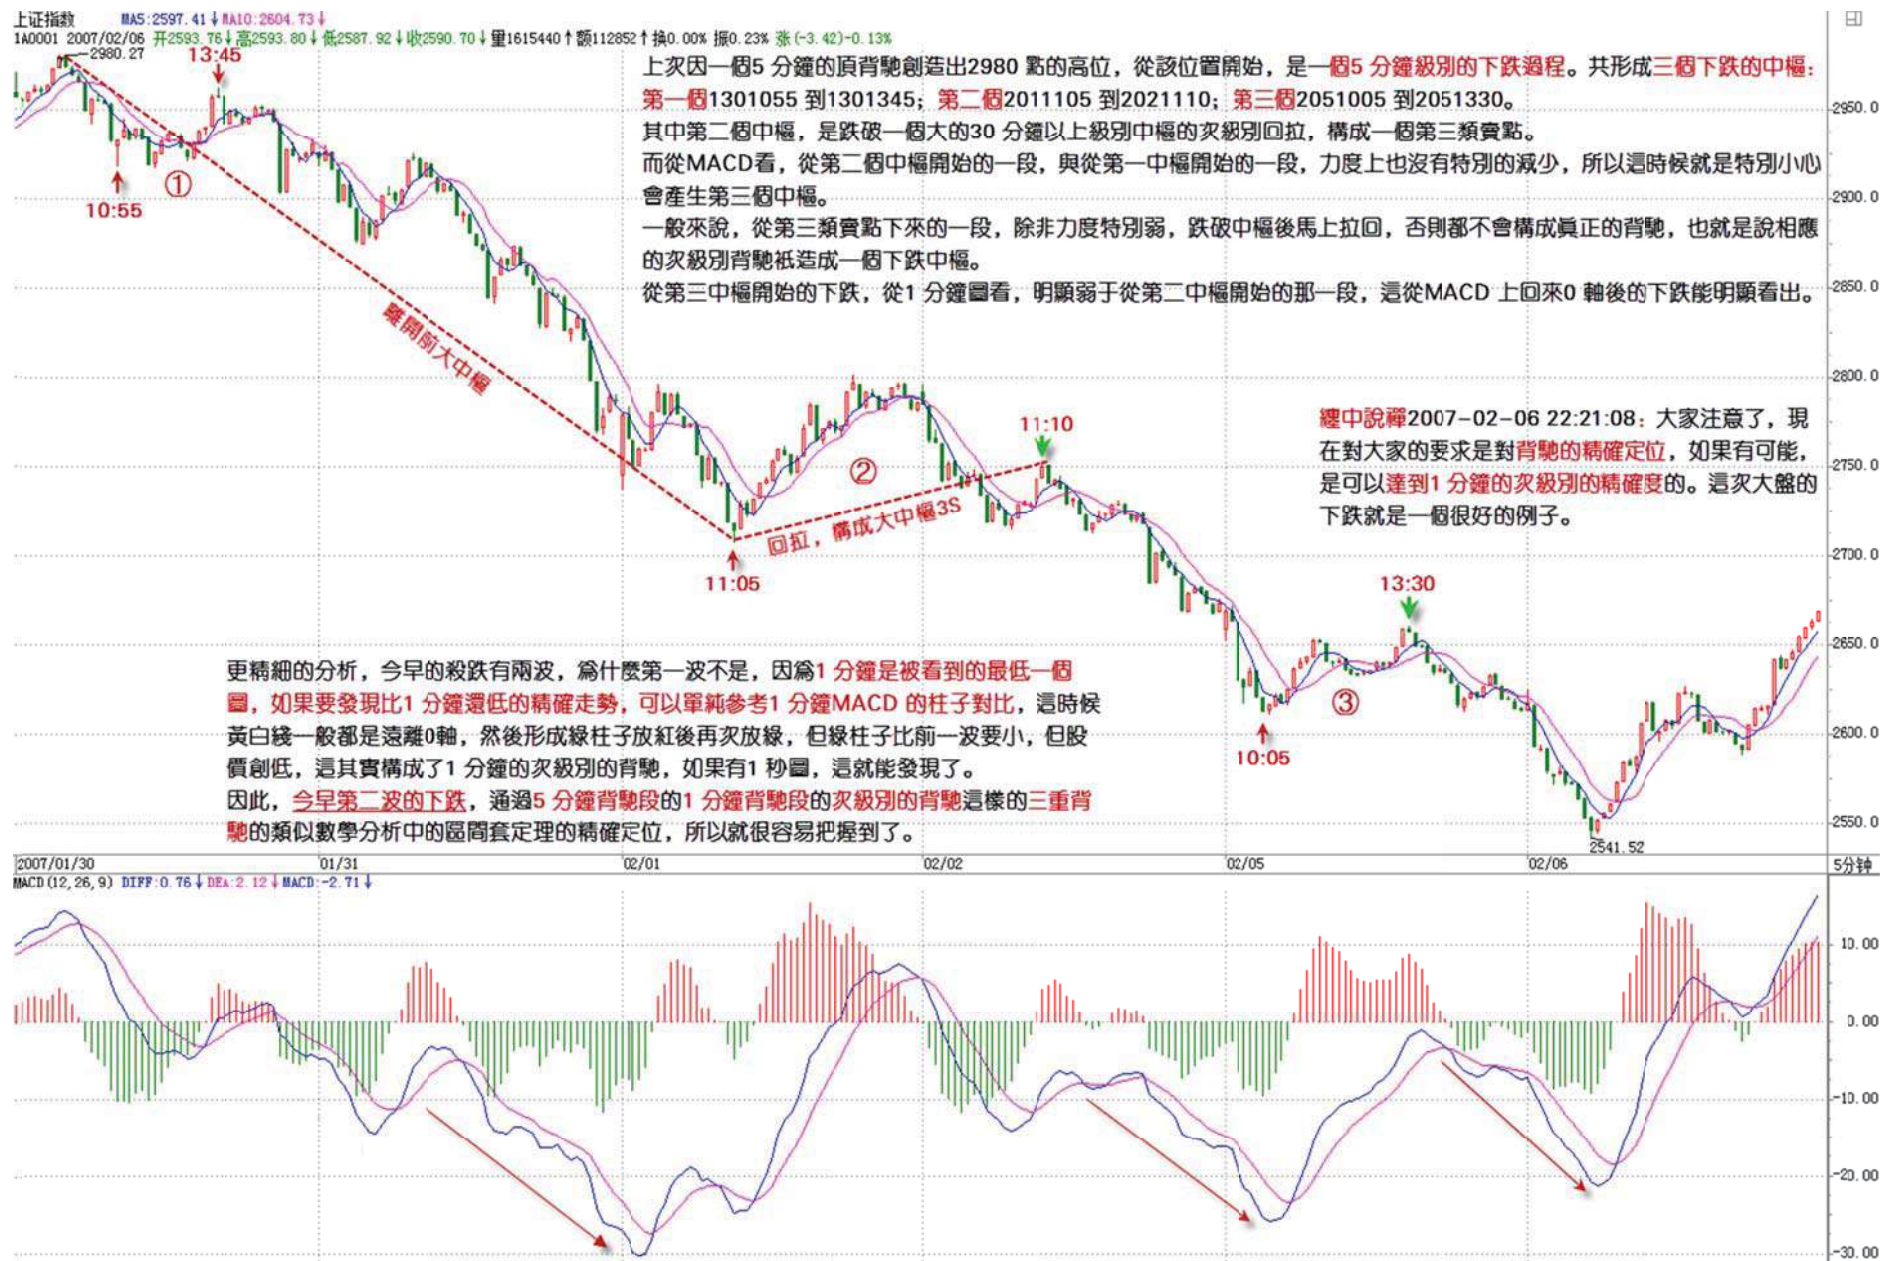 上证指数 MA5:2597.41↓MA10:2604.73↓
1A0001 2007/02/06 开2593.76↓高2593.80↓低2587.92↓收2590.70↓量1615440↑额112852↑换0.00% 振0.23% 涨(-3.42)-0.13%
2980.27
13:45
上次因一個5 分鐘的頂背馳創造出2980 點的高位，從該位置開始，是一個5 分鐘級別的下跌過程。共形成三個下跌的中樞：
第一個1301055 到1301345；第二個2011105 到2021110；第三個2051005 到2051330。
其中第二個中樞，是跌破一個大的30 分鐘以上級別中樞的次級別回拉，構成一個第三類賣點。
而從MACD看，從第二個中樞開始的一段，與從第一中樞開始的一段，力度上也沒有特別的減少，所以這時候就是特別小心
會產生第三個中樞。
一般來說，從第三類賣點下來的一段，除非力度特別弱，跌破中樞後馬上拉回，否則都不會構成眞正的背馳，也就是說相應
的次級別背馳衹造成一個下跌中樞。
從第三中樞開始的下跌，從1 分鐘圖看，明顯弱于從第二中樞開始的那一段，這從MACD 上回來0 軸後的下跌能明顯看出。
10:55
①
離開前大中樞
11:05
②
回拉，構成大中樞3S
11:10
纏中說禪2007-02-06 22:21:08：大家注意了，現
在對大家的要求是對背馳的精確定位，如果有可能，
是可以達到1 分鐘的次級別的精確度的。這次大盤的
下跌就是一個很好的例子。
13:30
③
10:05
更精細的分析，今早的殺跌有兩波，爲什麼第一波不是，因爲1 分鐘是被看到的最低一個
圖，如果要發現比1 分鐘還低的精確走勢，可以單純參考1 分鐘MACD 的柱子對比，這時候
黃白綫一般都是遠離0軸，然後形成綠柱子放紅後再次放綠，但綠柱子比前一波要小，但股
價創低，這其實構成了1 分鐘的次級別的背馳，如果有1 秒圖，這就能發現了。
因此，今早第二波的下跌，通過5 分鐘背馳段的1 分鐘背馳段的次級別的背馳這樣的三重背
馳的類似數學分析中的區間套定理的精確定位，所以就很容易把握到了。
2541.52
2950.0
2900.0
2850.0
2800.0
2750.0
2700.0
2650.0
2600.0
2550.0
2007/01/30 01/31 02/01 02/02 02/05 02/06 5分钟
MACD(12,26,9) DIFF:0.76↓DEA:2.12↓MACD:-2.71↓
10.00
0.00
-10.00
-20.00
-30.00